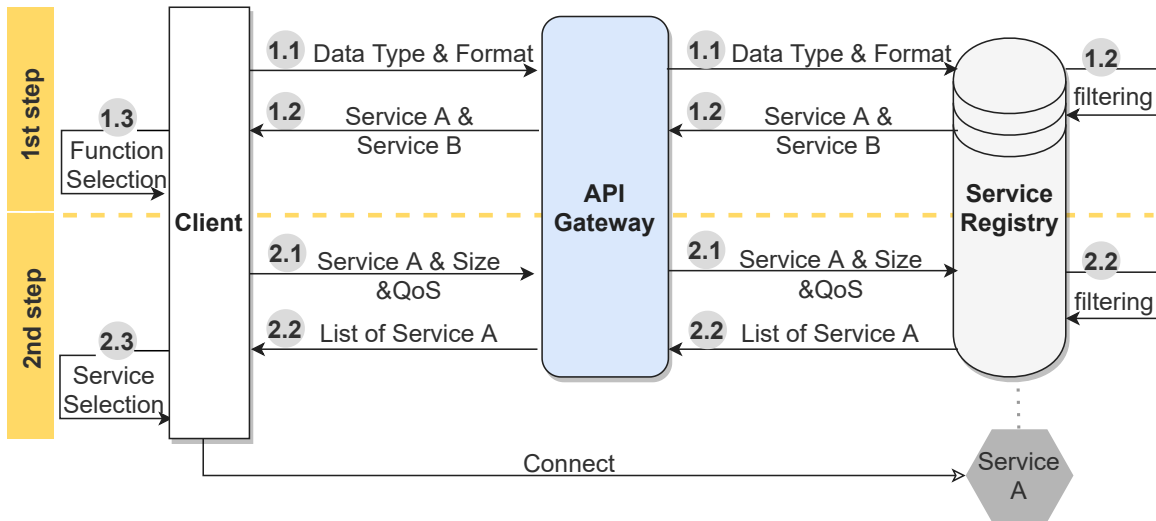 1st step
1.1 Data Type & Format
1.1 Data Type & Format
1.2
filtering
1.2 Service A &
Service B
1.2 Service A &
Service B
1.3
Function
Selection
Client
API
Gateway
Service
Registry
2nd step
2.1 Service A & Size
&QoS
2.1 Service A & Size
&QoS
2.2
filtering
2.2 List of Service A
2.2 List of Service A
2.3
Service
Selection
Connect
Service
A